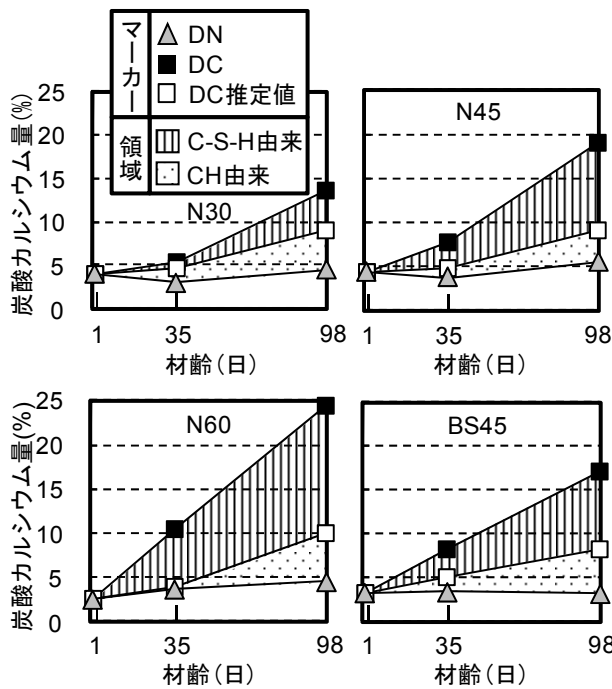 マーカー
DN
DC
DC推定値
領域
C-S-H由来
CH由来
炭酸カルシウム量(%)
25
20
15
10
5
0
N30
1
35
98
材齢(日)
N45
1
35
98
材齢(日)
炭酸カルシウム量(%)
25
20
15
10
5
0
N60
1
35
98
材齢(日)
BS45
1
35
98
材齢(日)